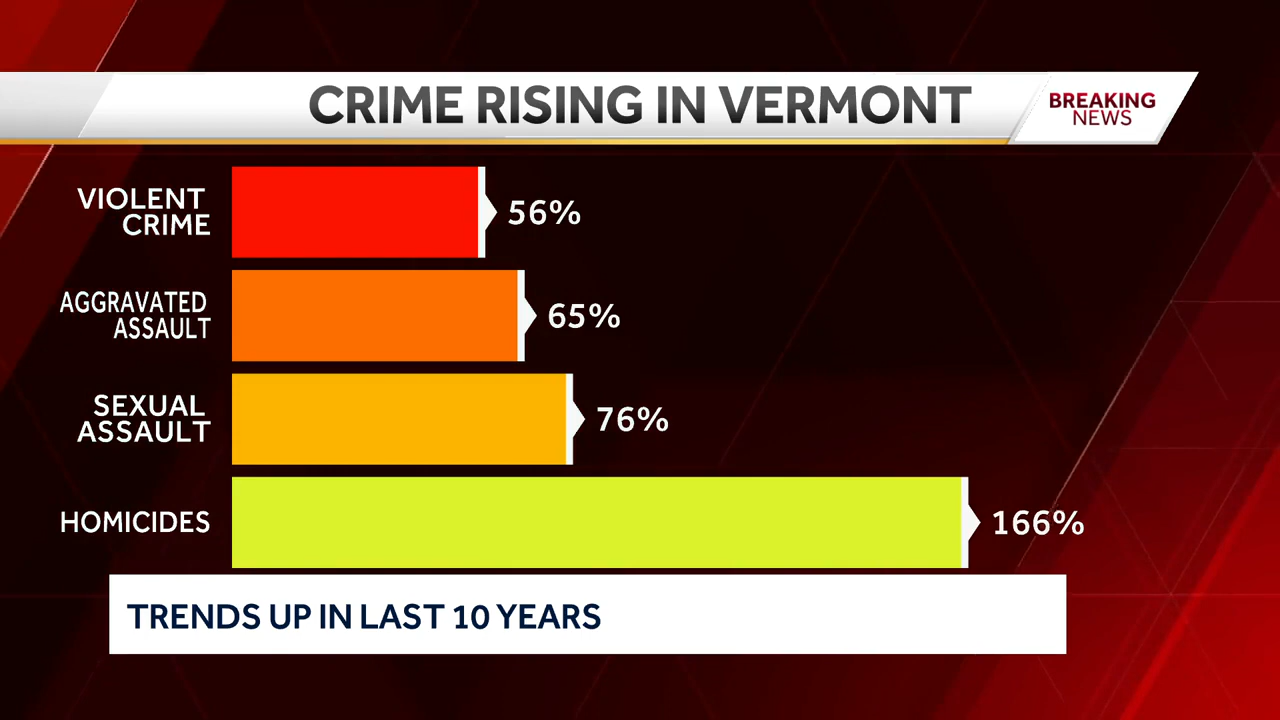 CRIME RISING IN VERMONT
BREAKING
NEWS
VIOLENT
CRIME
56%
AGGRAVATED
ASSAULT
65%
SEXUAL
ASSAULT
76%
HOMICIDES
166%
TRENDS UP IN LAST 10 YEARS